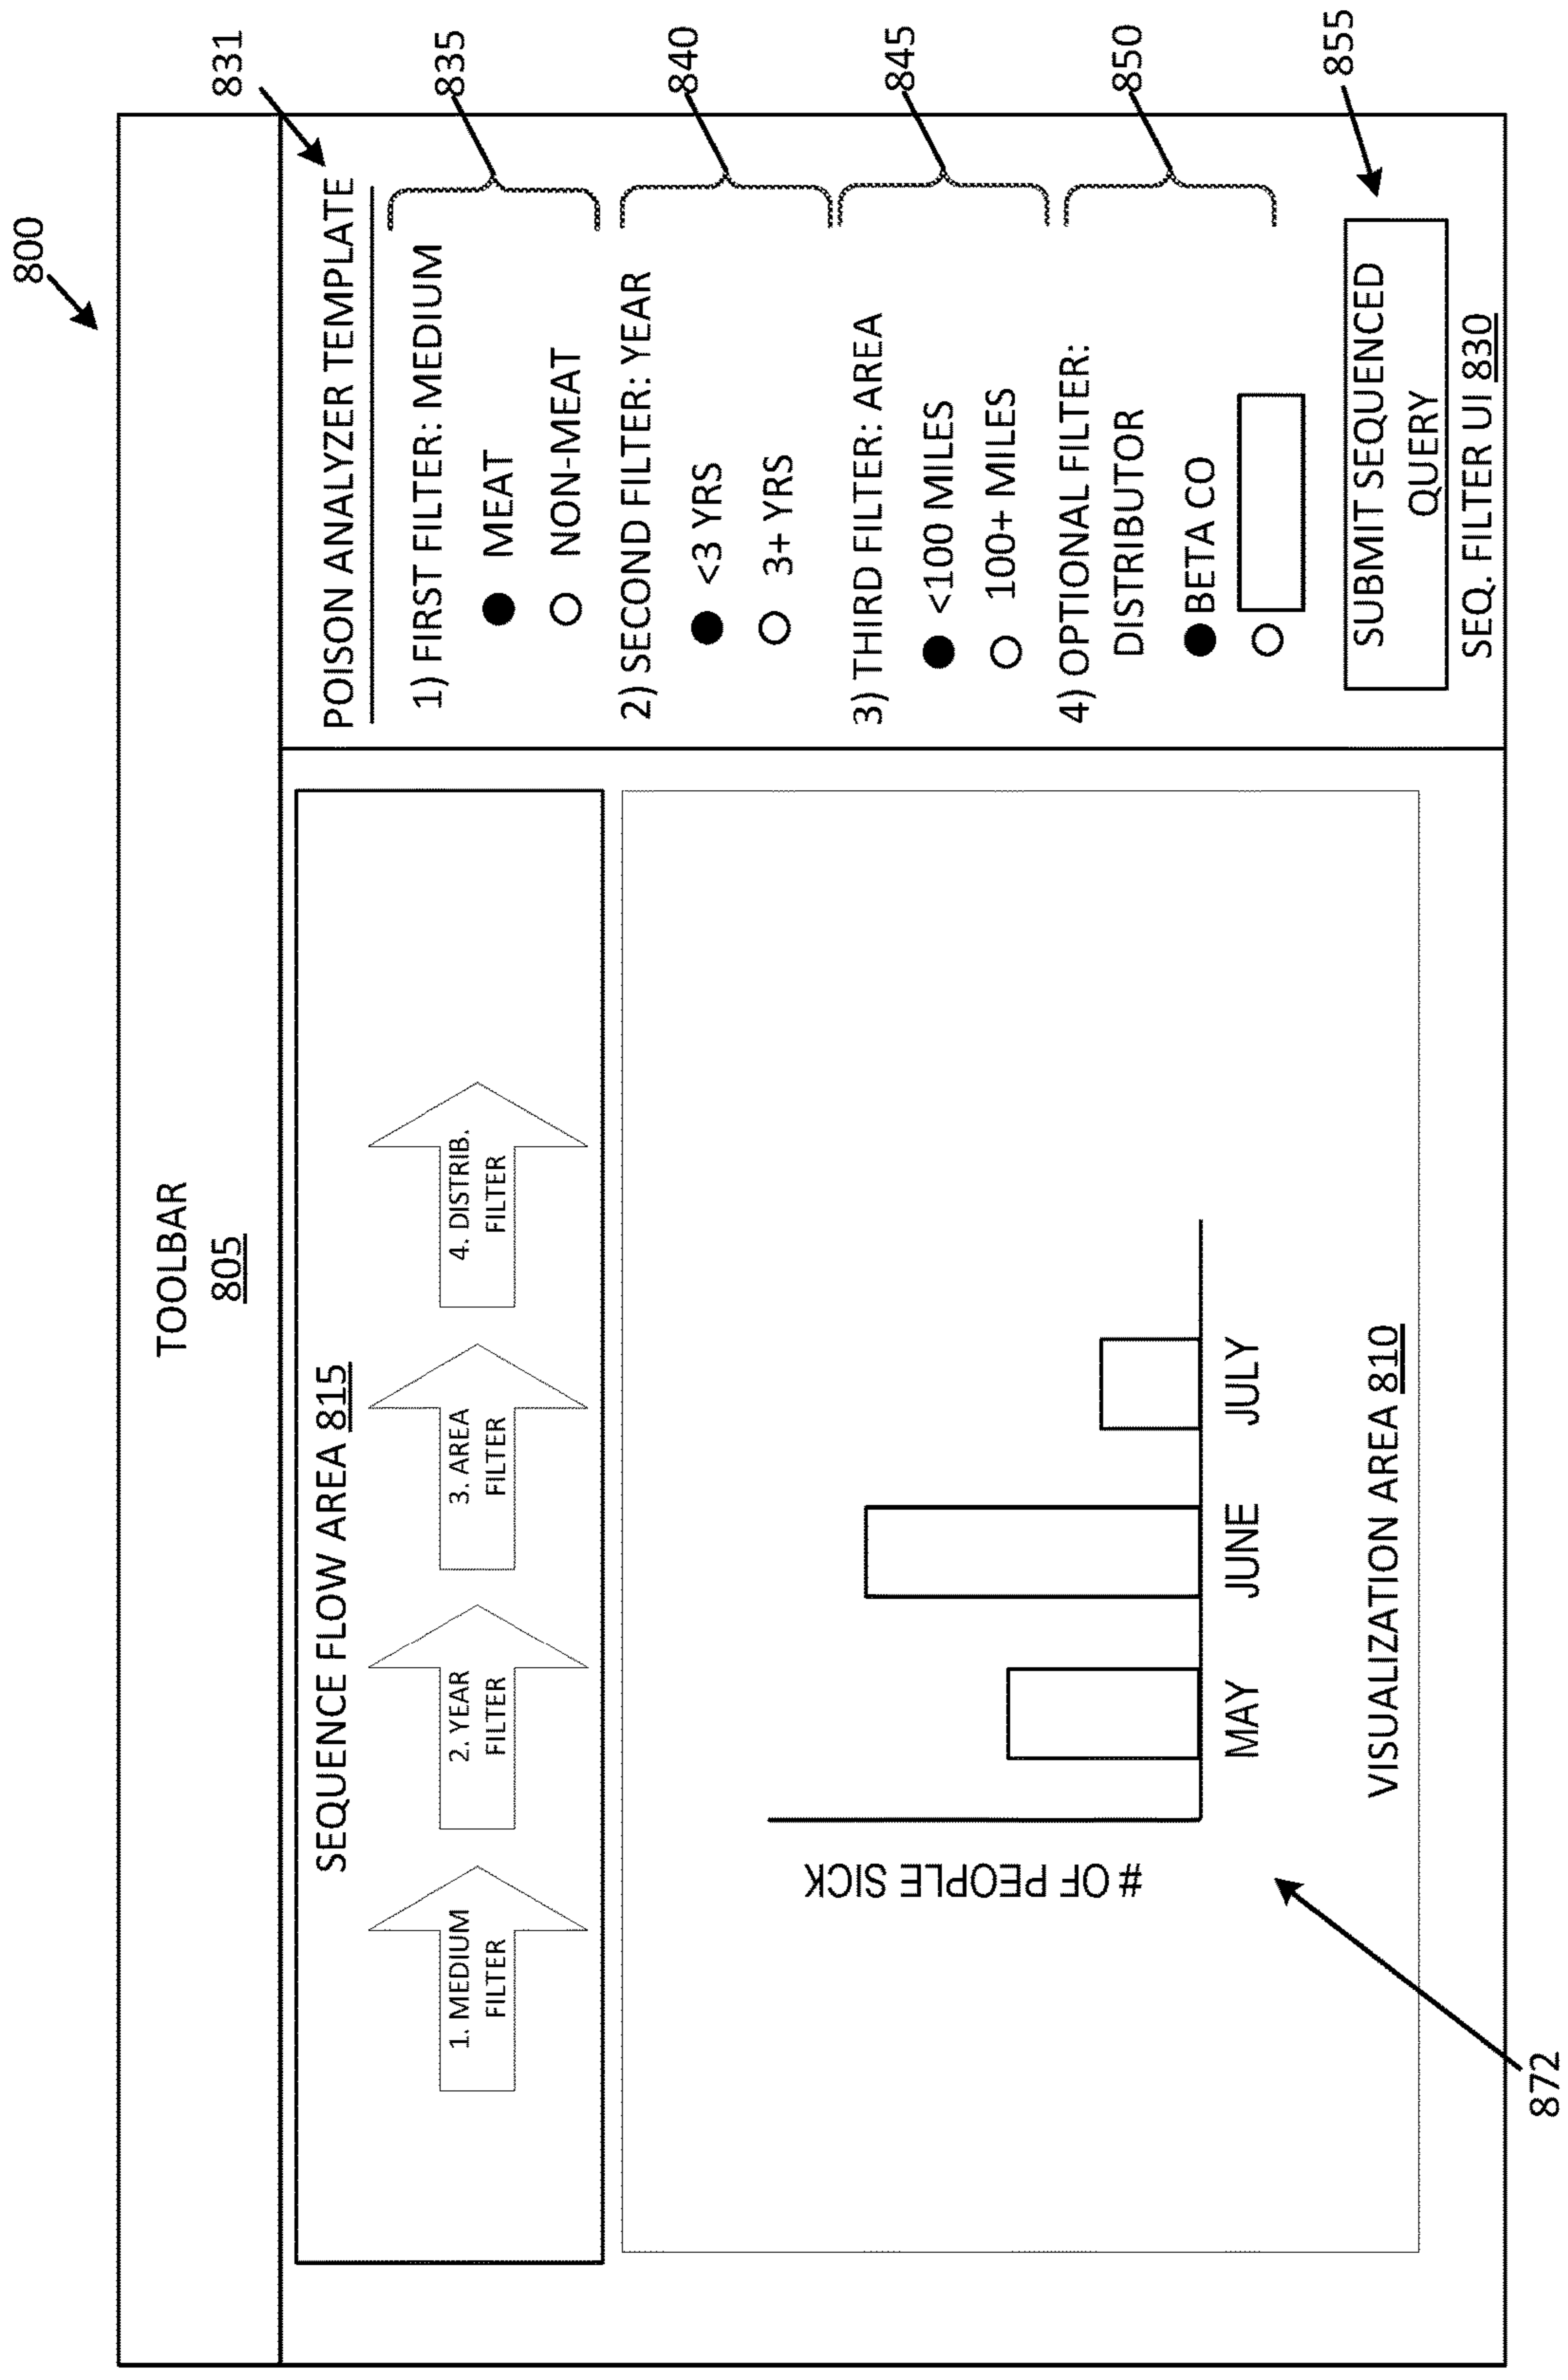 800
TOOLBAR
805
SEQUENCE FLOW AREA 815
1. MEDIUM
FILTER
2. YEAR
FILTER
3. AREA
FILTER
4. DISTRIB.
FILTER
# OF PEOPLE SICK
MAY
JUNE
JULY
VISUALIZATION AREA 810
872
POISON ANALYZER TEMPLATE
831
1) FIRST FILTER: MEDIUM
MEAT
NON-MEAT
835
2) SECOND FILTER: YEAR
<3 YRS
3+ YRS
840
3) THIRD FILTER: AREA
<100 MILES
100+ MILES
845
4) OPTIONAL FILTER:
DISTRIBUTOR
BETA CO
850
SUBMIT SEQUENCED
QUERY
855
SEQ. FILTER UI 830